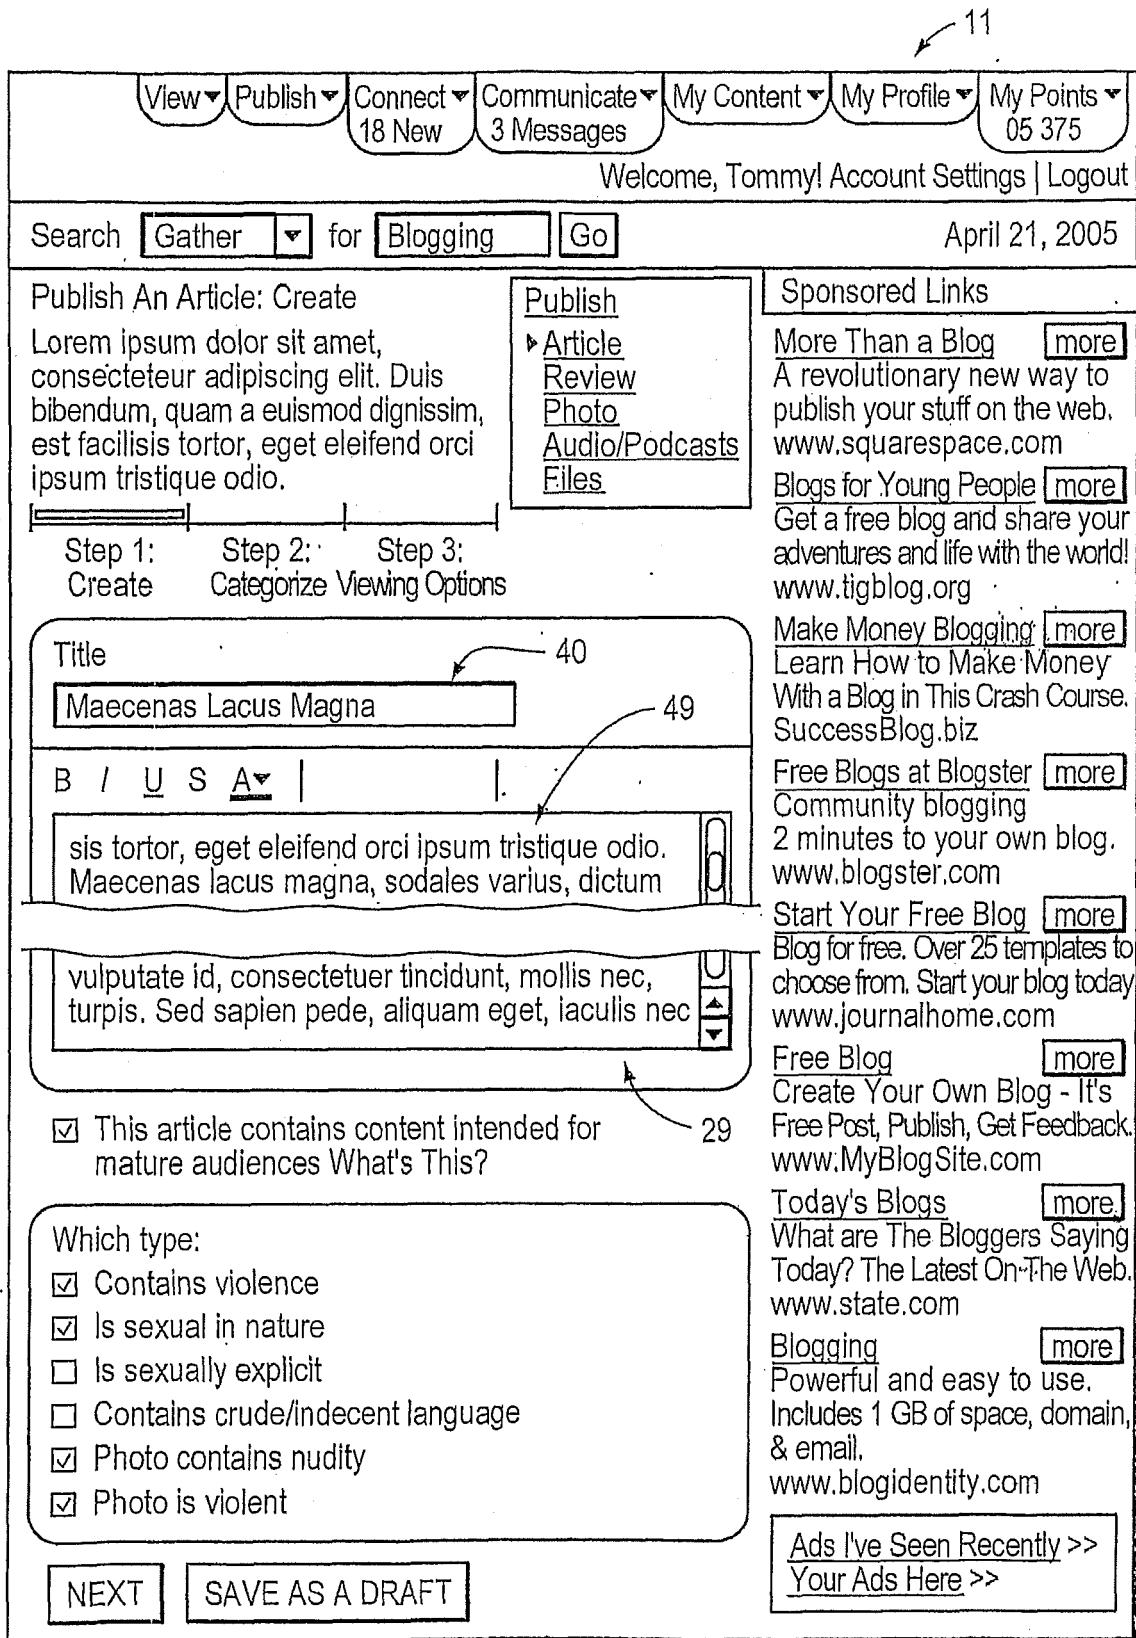 11
View Publish Connect Communicate My Content My Profile My Points
18 New 3 Messages 05 375
Welcome, Tommy! Account Settings | Logout
Search Gather for Blogging Go April 21, 2005
Publish An Article: Create
Lorem ipsum dolor sit amet,
consecteteur adipiscing elit. Duis
bibendum, quam a euismod dignissim,
est facilisis tortor, eget eleifend orci
ipsum tristique odio.
Publish
Article
Review
Photo
Audio/Podcasts
Files
Step 1: Step 2: Step 3:
Create Categorize Viewing Options
Title
40
Maecenas Lacus Magna
49
B I U S A
sis tortor, eget eleifend orci ipsum tristique odio.
Maecenas lacus magna, sodales varius, dictum
vulputate id, consectetuer tincidunt, mollis nec,
turpis. Sed sapien pede, aliquam eget, iaculis nec
29
This article contains content intended for
mature audiences What's This?
Which type:
Contains violence
Is sexual in nature
Is sexually explicit
Contains crude/indecent language
Photo contains nudity
Photo is violent
NEXT SAVE AS A DRAFT
Sponsored Links
More Than a Blog more
A revolutionary new way to
publish your stuff on the web.
www.squarespace.com
Blogs for Young People more
Get a free blog and share your
adventures and life with the world!
www.tigblog.org
Make Money Blogging more
Learn How to Make Money
With a Blog in This Crash Course.
SuccessBlog.biz
Free Blogs at Blogster more
Community blogging
2 minutes to your own blog.
www.blogster.com
Start Your Free Blog more
Blog for free. Over 25 templates to
choose from. Start your blog today
www.journalhome.com
Free Blog more
Create Your Own Blog - It's
Free Post, Publish, Get Feedback.
www.MyBlogSite.com
Today's Blogs more
What are The Bloggers Saying
Today? The Latest On-The Web.
www.state.com
Blogging more
Powerful and easy to use.
Includes 1 GB of space, domain,
& email.
www.blogidentity.com
Ads I've Seen Recently >>
Your Ads Here >>